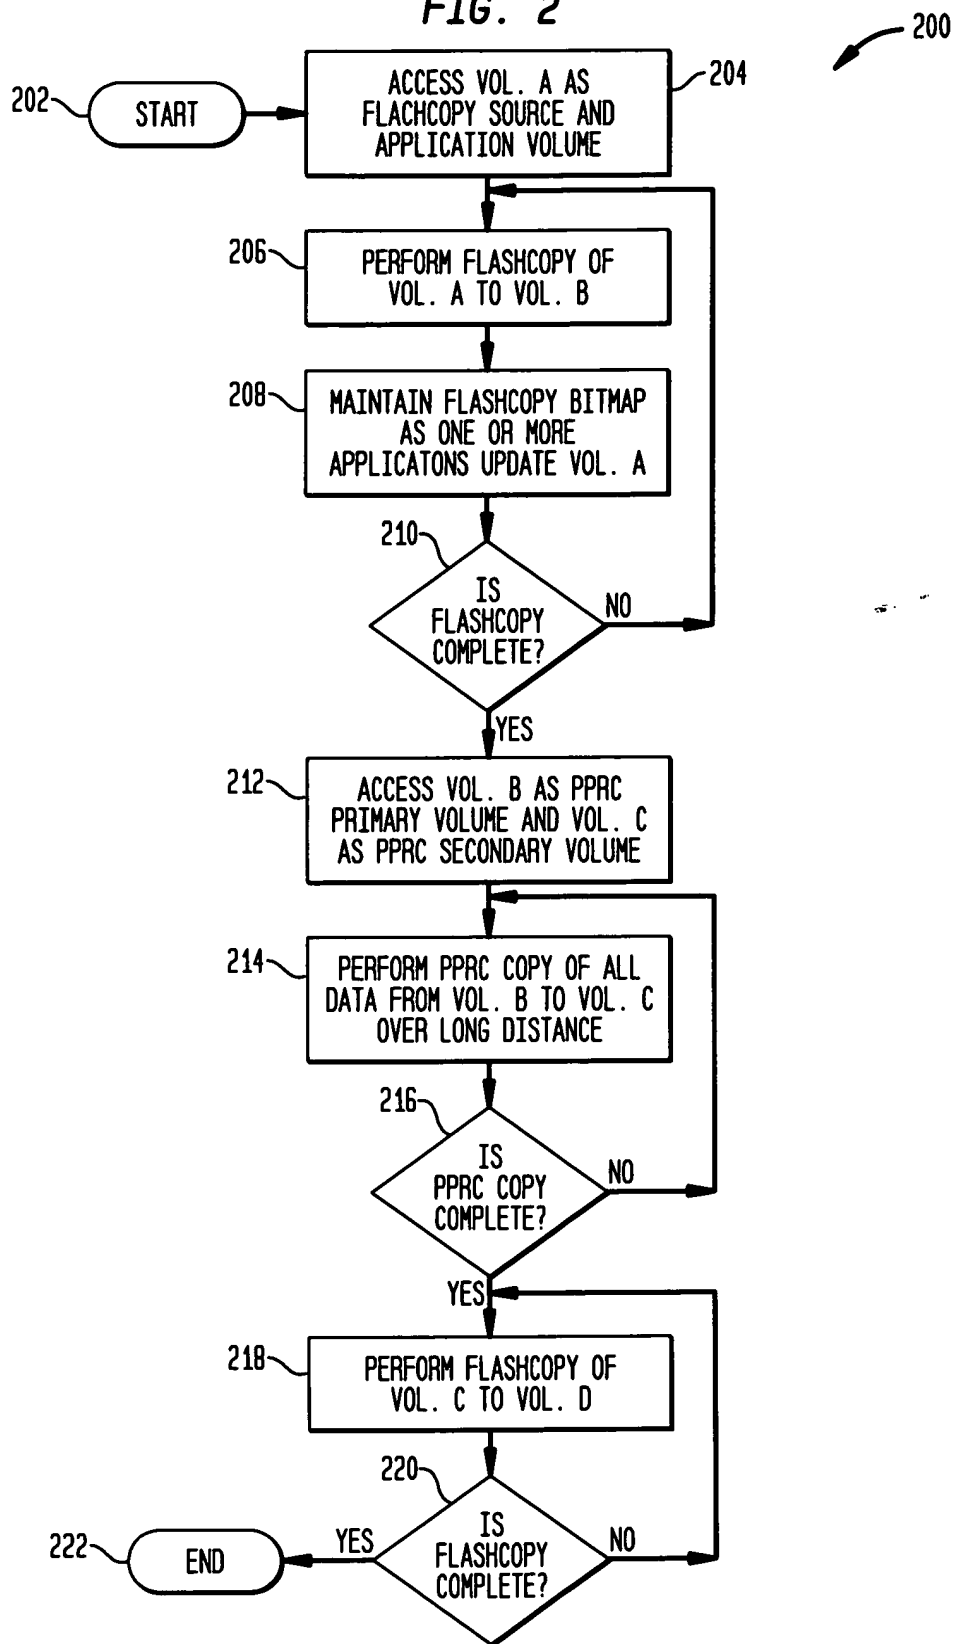 FIG. 2
200
202
START
ACCESS VOL. A AS
FLACHCOPY SOURCE AND
APPLICATION VOLUME
204
206
PERFORM FLASHCOPY OF
VOL. A TO VOL. B
208
MAINTAIN FLASHCOPY BITMAP
AS ONE OR MORE
APPLICATONS UPDATE VOL. A
210
IS
FLASHCOPY
COMPLETE?
NO
YES
212
ACCESS VOL. B AS PPRC
PRIMARY VOLUME AND VOL. C
AS PPRC SECONDARY VOLUME
214
PERFORM PPRC COPY OF ALL
DATA FROM VOL. B TO VOL. C
OVER LONG DISTANCE
216
IS
PPRC COPY
COMPLETE?
NO
YES
218
PERFORM FLASHCOPY OF
VOL. C TO VOL. D
220
IS
FLASHCOPY
COMPLETE?
NO
YES
222
END